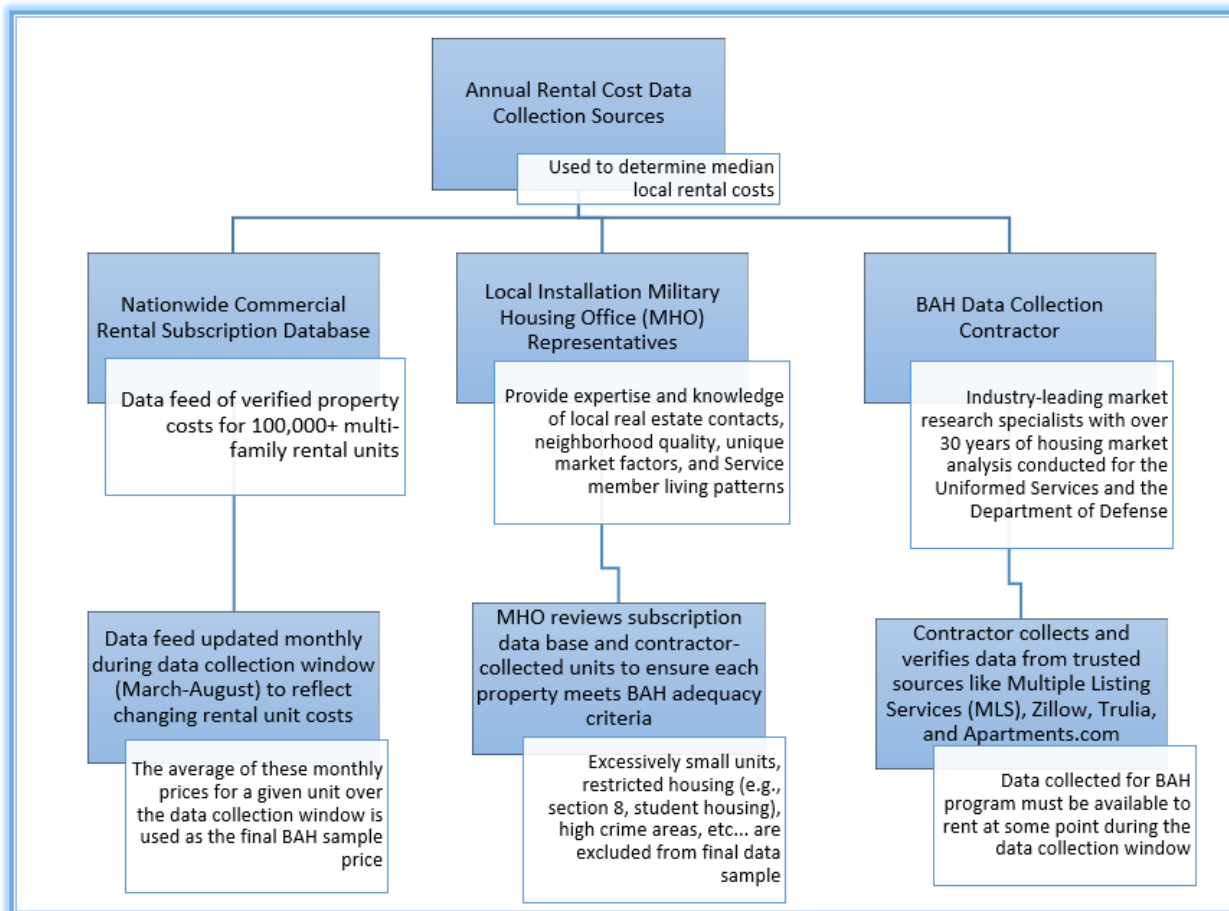 Annual Rental Cost Data
Collection Sources
Used to determine median
local rental costs
Nationwide Commercial
Rental Subscription Database
Data feed of verified property
costs for 100,000+ multi-
family rental units
Data feed updated monthly
during data collection window
(March-August) to reflect
changing rental unit costs
The average of these monthly
prices for a given unit over
the data collection window is
used as the final BAH sample
price
Local Installation Military
Housing Office (MHO)
Representatives
Provide expertise and knowledge
of local real estate contacts,
neighborhood quality, unique
market factors, and Service
member living patterns
MHO reviews subscription
data base and contractor-
collected units to ensure each
property meets BAH adequacy
criteria
Excessively small units,
restricted housing (e.g.,
section 8, student housing),
high crime areas, etc... are
excluded from final data
sample
BAH Data Collection
Contractor
Industry-leading market
research specialists with over
30 years of housing market
analysis conducted for the
Uniformed Services and the
Department of Defense
Contractor collects and
verifies data from trusted
sources like Multiple Listing
Services (MLS), Zillow, Trulia,
and Apartments.com
Data collected for BAH
program must be available to
rent at some point during the
data collection window